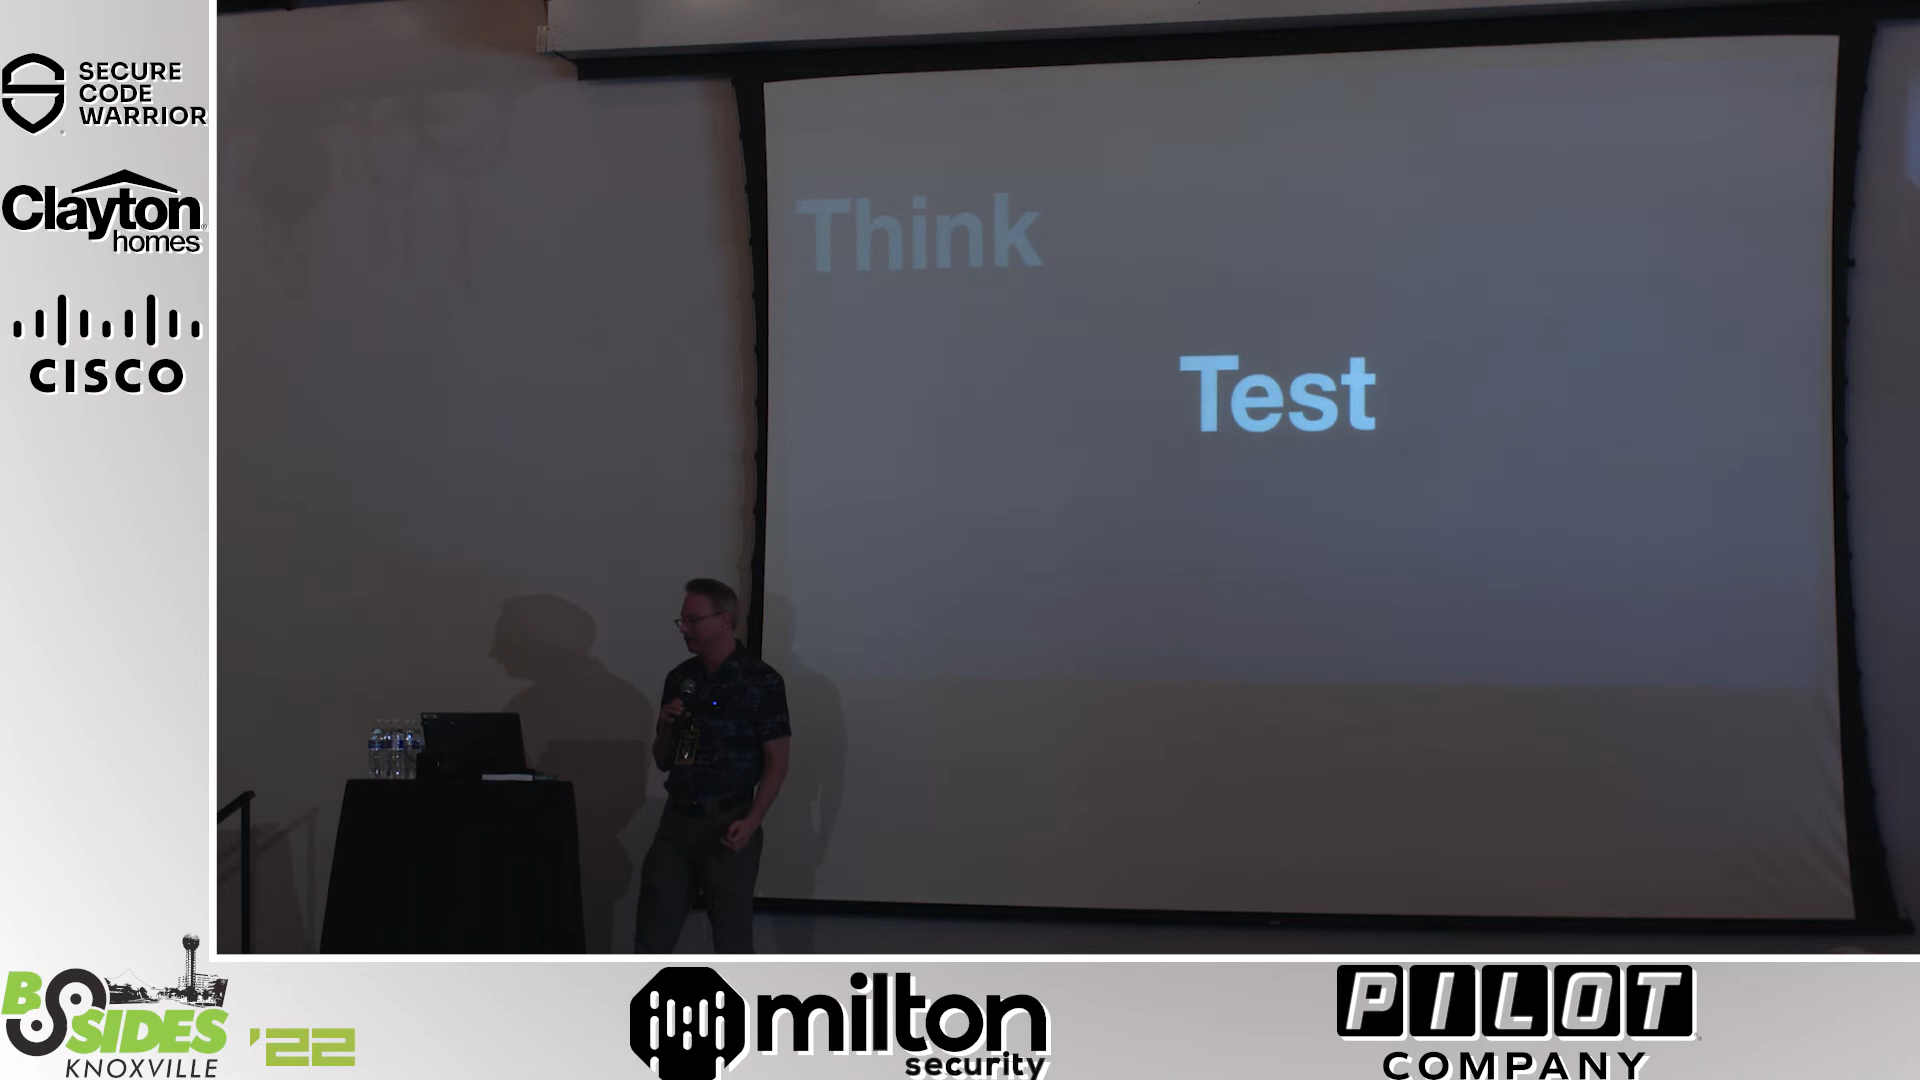 SECURE
CODE
WARRIOR
Clayton
homes
CISCO
Think
Test
BSIDES
KNOXVILLE
'22
milton
security
PILOT
COMPANY